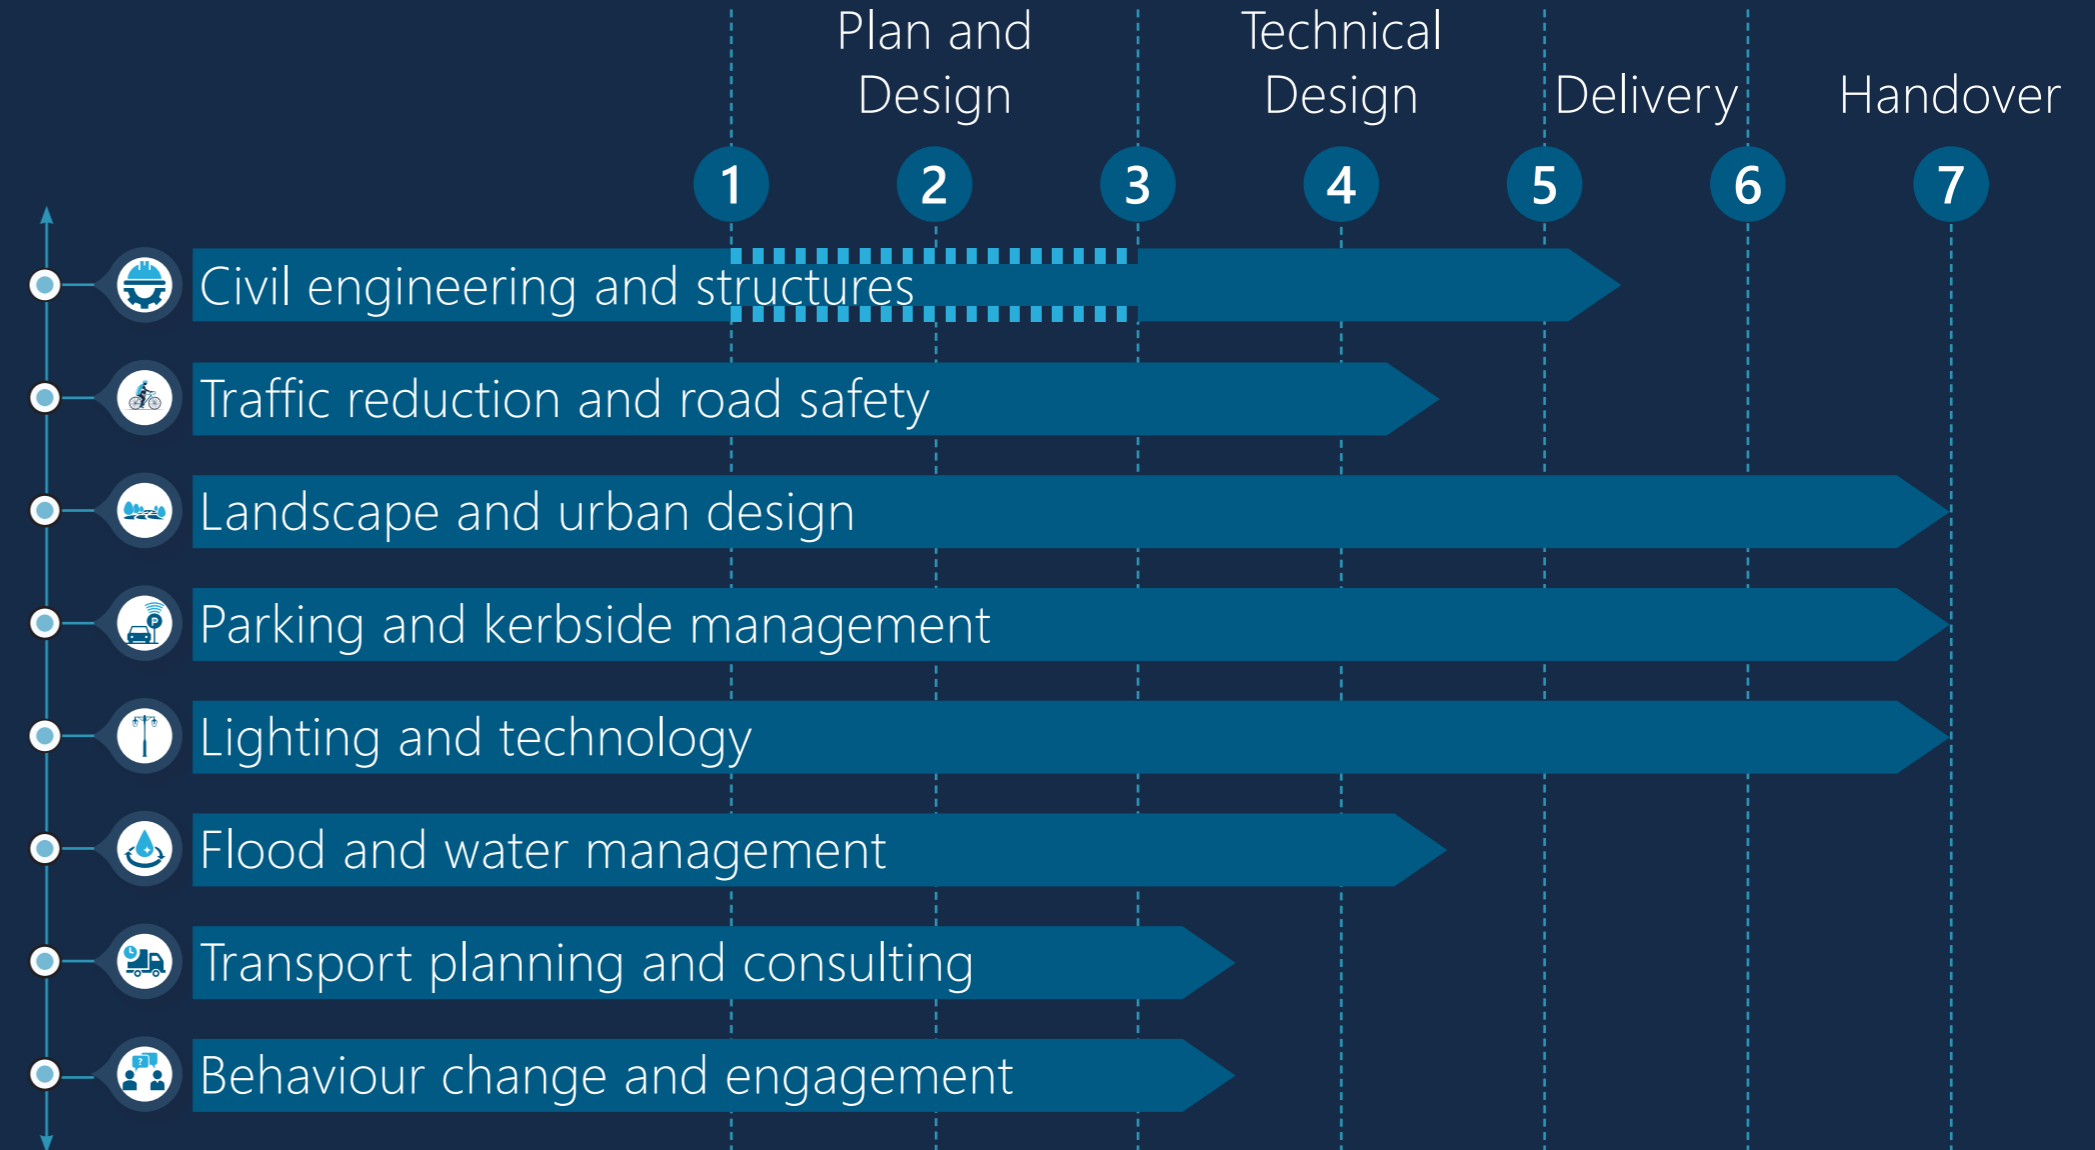 Plan and
Design
Technical
Design
Delivery
Handover
1 2 3 4 5 6 7
Civil engineering and structures
Traffic reduction and road safety
Landscape and urban design
Parking and kerbside management
P
Lighting and technology
Flood and water management
Transport planning and consulting
?
Behaviour change and engagement